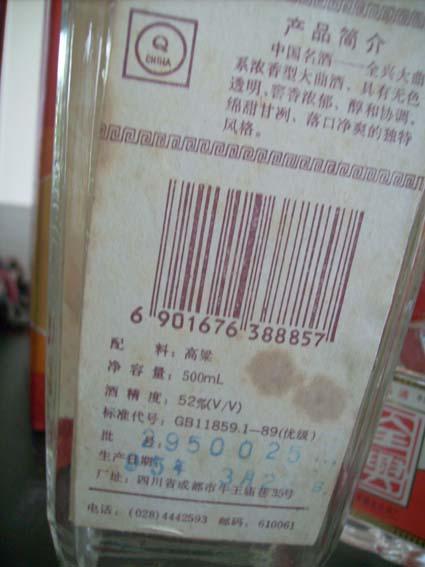 Q
CHINA
产品简介
中国名酒——全兴大曲
系浓香型大曲酒，具有无色
透明，窖香浓郁，醇和协调，
绵甜甘冽、落口净爽的独特
风格。
6 901676 388857
配 料：高粱
净 容 量：500mL
酒 精 度：52%(V/V)
标准代号：GB11859.1—89(优级)
批 号 2950025
生产日期 95年 3月2 日
厂址：四川省成都市牛王庙巷35号
电话：(028)4442593 邮码：610061
全興